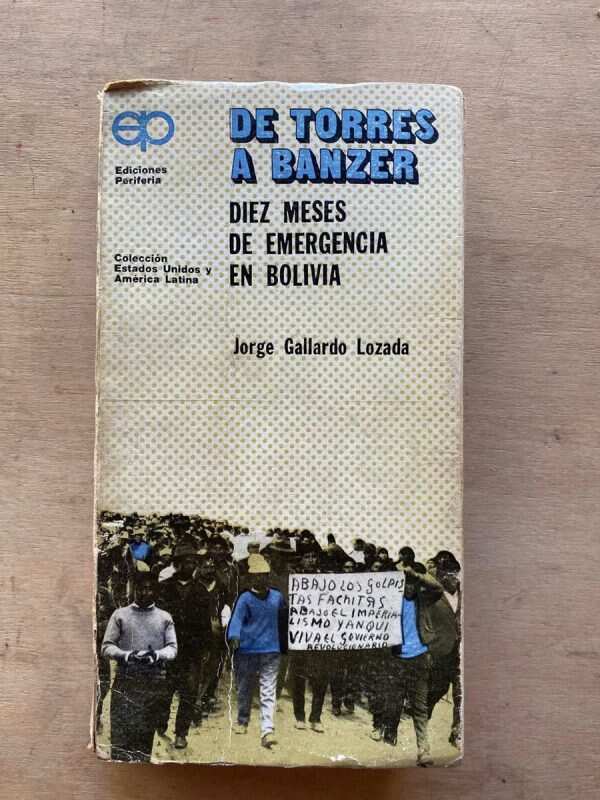 ep
Ediciones
Periferia
Colección
Estados Unidos y
América Latina
DE TORRES
A BANZER
DIEZ MESES
DE EMERGENCIA
EN BOLIVIA
Jorge Gallardo Lozada
ABAJO LOS GOLPIS
TAS FACHITAS
ABAJO EL IMPERIA-
LISMO YANQUI
VIVA EL GOVIERNO
REVOLUCIONARIO